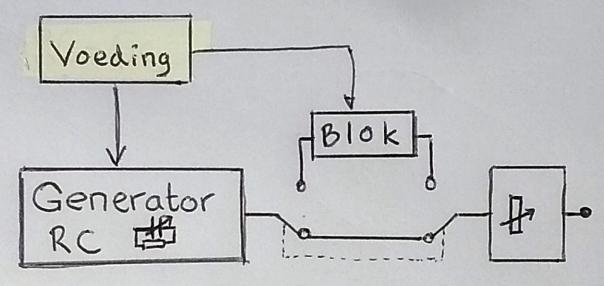 Voeding
Blok
Generator
RC